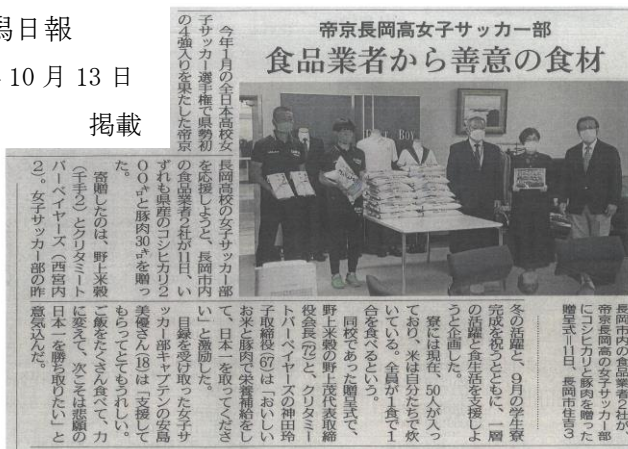 潟日報
10 月 13 日
掲載
帝京長岡高女子サッカー部
食品業者から善意の食材
長岡市内の食品業者2社が、
帝京長岡高の女子サッカー部
にコシヒカリと豚肉を贈った
贈呈式＝11日、長岡市住吉3
今年1月の全日本高校女
子サッカー選手権で県勢初
の4強入りを果たした帝京
長岡高校の女子サッカー部
を応援しようと、長岡市内
の食品業者2社が11日、い
ずれも県産のコシヒカリ2
00㌔と豚肉30㌔を贈っ
た。
寄贈したのは、野上米穀
（千手2）とクリタミート
バーペイヤーズ（西宮内
2）。女子サッカー部の昨
冬の活躍と、9月の学生寮
完成を祝うとともに、一層
の活躍と食生活を支援しよ
うと企画した。
寮には現在、50人が入っ
ており、米は自分たちで炊
いている。全員が1食で1
合を食べるという。
同校であった贈呈式で、
野上米穀の野上茂代表取締
役会長(72)と、クリタミー
トバーペイヤーズの神田玲
子取締役(67)は「おいしい
お米と豚肉で栄養補給をし
て、日本一を取ってくださ
い」と激励した。
目録を受け取った女子サ
ッカー部キャプテンの安島
美優さん(18)は「支援して
もらってとてもうれしい。
ご飯をたくさん食べて、力
に変えて、次こそは悲願の
日本一を勝ち取りたい」と
意気込んだ。